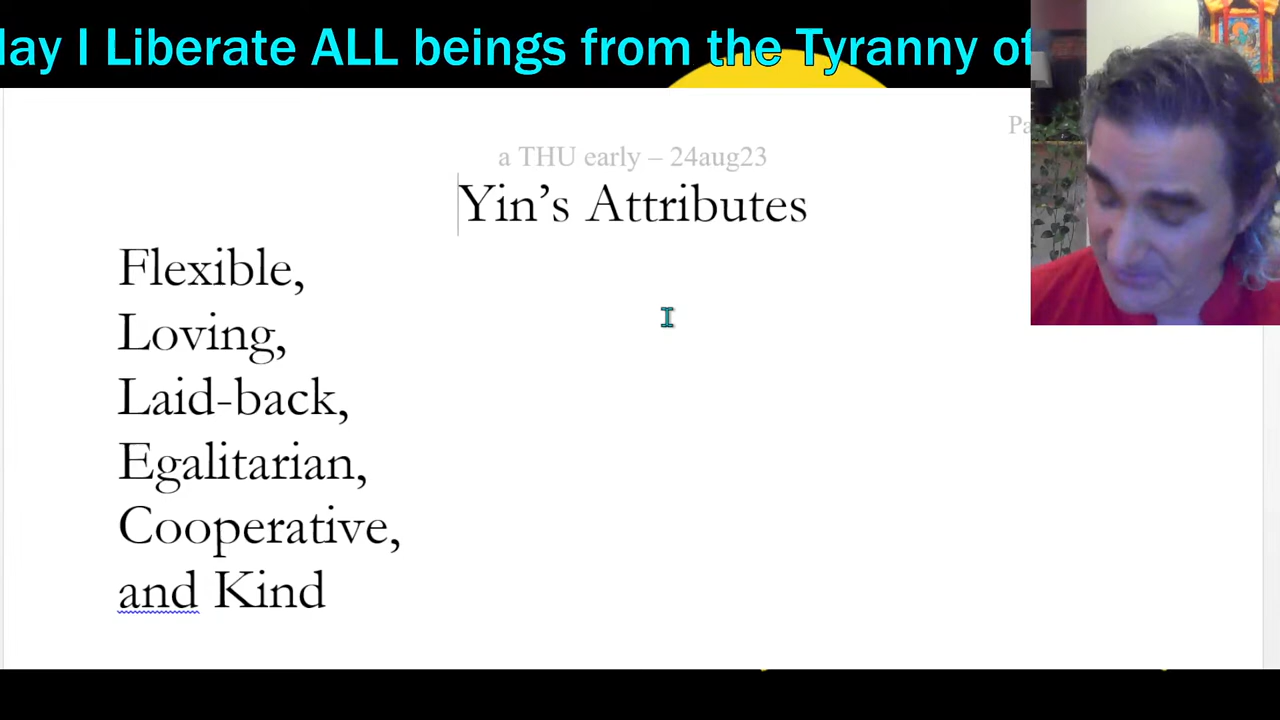 I Liberate ALL beings from the Tyranny of
a THU early – 24aug23
Yin’s Attributes
Flexible,
Loving,
Laid-back,
Egalitarian,
Cooperative,
and Kind